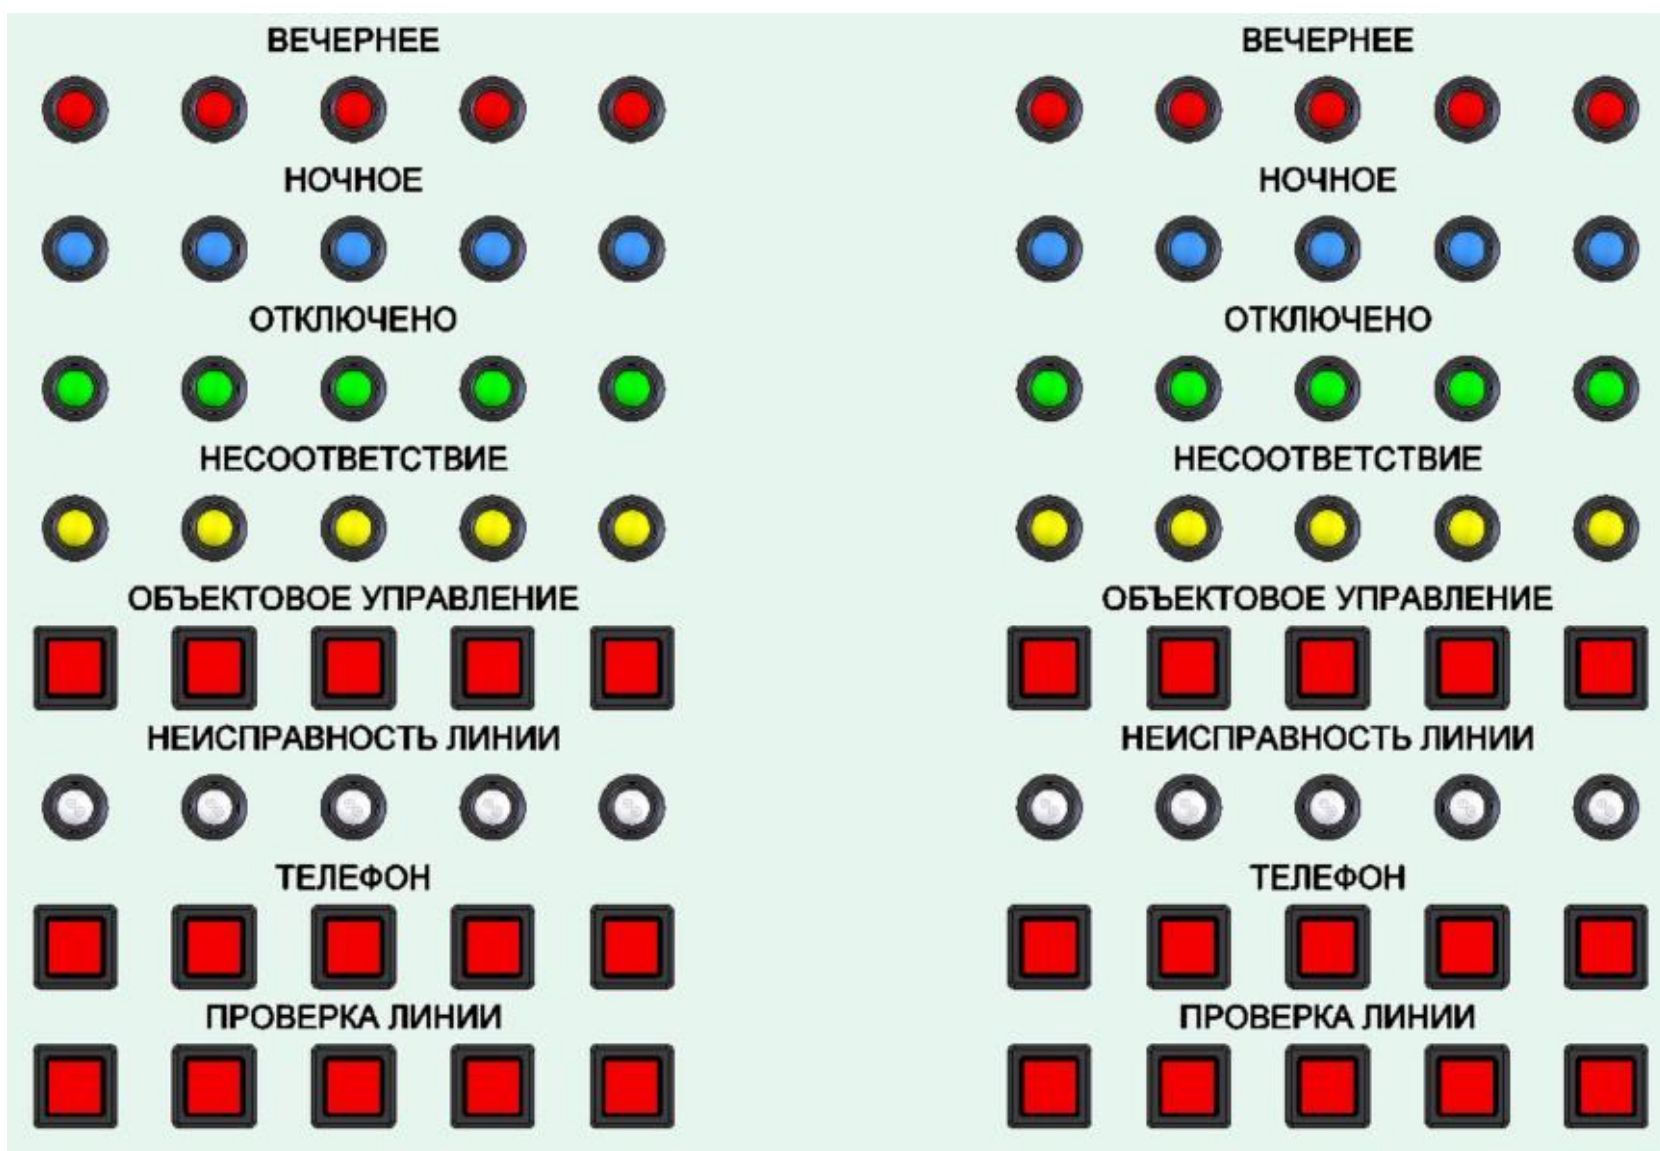 ВЕЧЕРНЕЕ
ВЕЧЕРНЕЕ
НОЧНОЕ
НОЧНОЕ
ОТКЛЮЧЕНО
ОТКЛЮЧЕНО
НЕСООТВЕТСТВИЕ
НЕСООТВЕТСТВИЕ
ОБЪЕКТОВОЕ УПРАВЛЕНИЕ
ОБЪЕКТОВОЕ УПРАВЛЕНИЕ
НЕИСПРАВНОСТЬ ЛИНИИ
НЕИСПРАВНОСТЬ ЛИНИИ
ТЕЛЕФОН
ТЕЛЕФОН
ПРОВЕРКА ЛИНИИ
ПРОВЕРКА ЛИНИИ